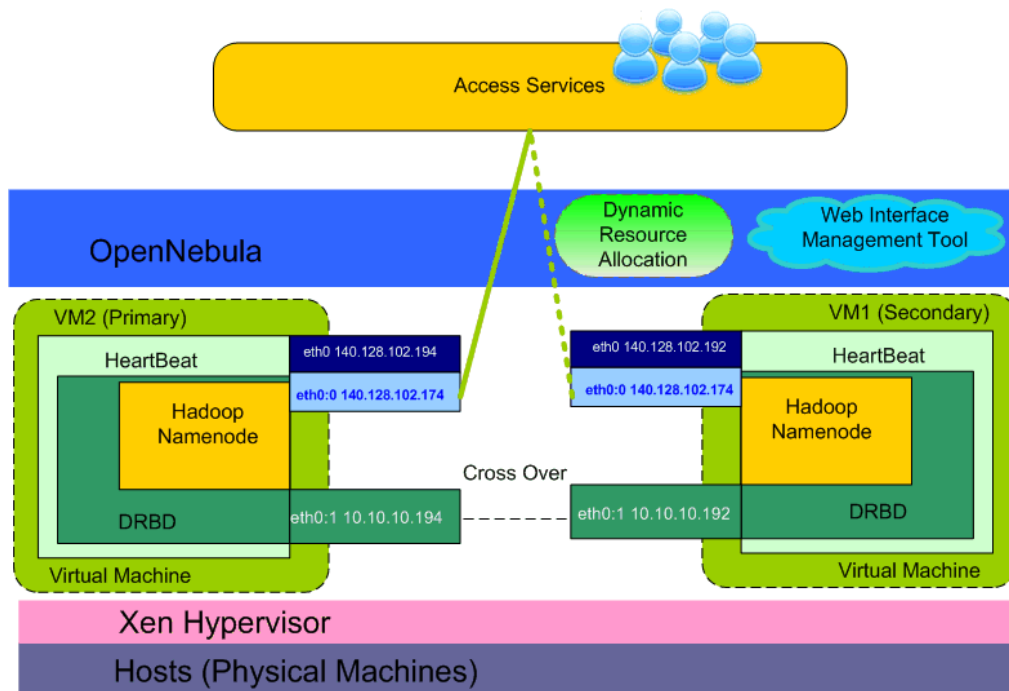 Access Services
OpenNebula
Dynamic
Resource
Allocation
Web Interface
Management Tool
VM2 (Primary)
HeartBeat
eth0 140.128.102.194
eth0:0 140.128.102.174
Hadoop
Namenode
DRBD
eth0:1 10.10.10.194
Virtual Machine
Cross Over
VM1 (Secondary)
eth0 140.128.102.192
HeartBeat
eth0:0 140.128.102.174
Hadoop
Namenode
eth0:1 10.10.10.192
DRBD
Virtual Machine
Xen Hypervisor
Hosts (Physical Machines)